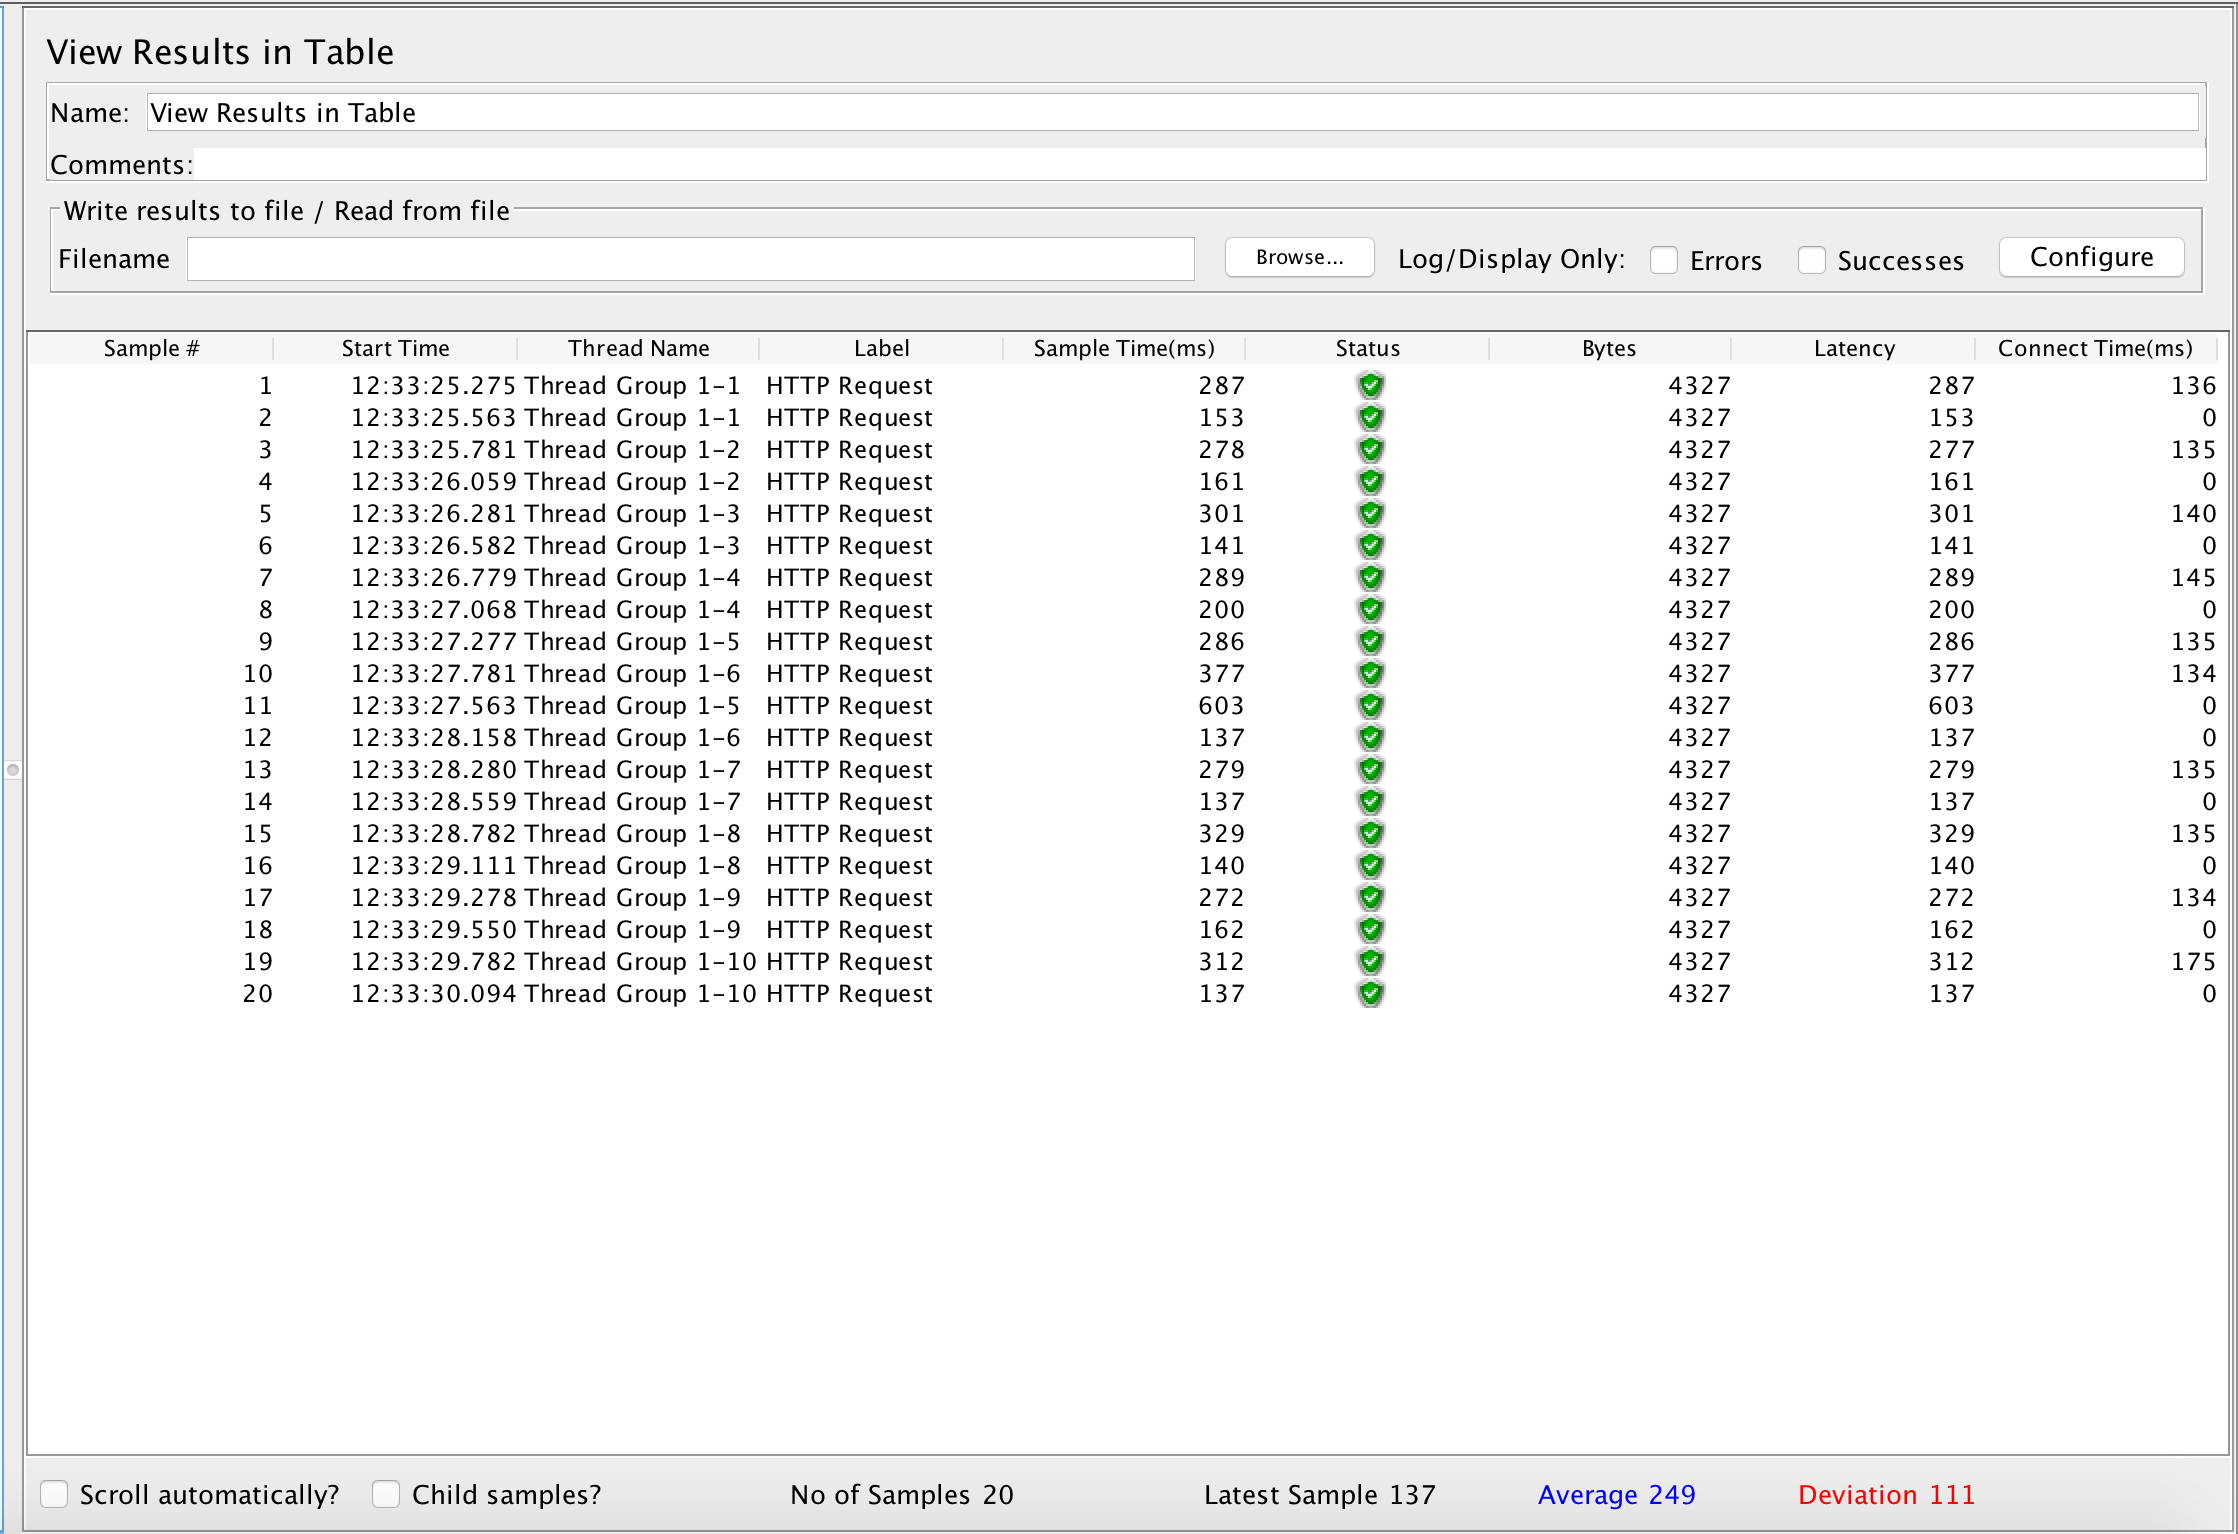 View Results in Table
Name: View Results in Table
Comments:
Write results to file / Read from file
Filename Browse... Log/Display Only: Errors Successes Configure
Sample # Start Time Thread Name Label Sample Time(ms) Status Bytes Latency Connect Time(ms)
1 12:33:25.275 Thread Group 1-1 HTTP Request 287 4327 287 136
2 12:33:25.563 Thread Group 1-1 HTTP Request 153 4327 153 0
3 12:33:25.781 Thread Group 1-2 HTTP Request 278 4327 277 135
4 12:33:26.059 Thread Group 1-2 HTTP Request 161 4327 161 0
5 12:33:26.281 Thread Group 1-3 HTTP Request 301 4327 301 140
6 12:33:26.582 Thread Group 1-3 HTTP Request 141 4327 141 0
7 12:33:26.779 Thread Group 1-4 HTTP Request 289 4327 289 145
8 12:33:27.068 Thread Group 1-4 HTTP Request 200 4327 200 0
9 12:33:27.277 Thread Group 1-5 HTTP Request 286 4327 286 135
10 12:33:27.781 Thread Group 1-6 HTTP Request 377 4327 377 134
11 12:33:27.563 Thread Group 1-5 HTTP Request 603 4327 603 0
12 12:33:28.158 Thread Group 1-6 HTTP Request 137 4327 137 0
13 12:33:28.280 Thread Group 1-7 HTTP Request 279 4327 279 135
14 12:33:28.559 Thread Group 1-7 HTTP Request 137 4327 137 0
15 12:33:28.782 Thread Group 1-8 HTTP Request 329 4327 329 135
16 12:33:29.111 Thread Group 1-8 HTTP Request 140 4327 140 0
17 12:33:29.278 Thread Group 1-9 HTTP Request 272 4327 272 134
18 12:33:29.550 Thread Group 1-9 HTTP Request 162 4327 162 0
19 12:33:29.782 Thread Group 1-10 HTTP Request 312 4327 312 175
20 12:33:30.094 Thread Group 1-10 HTTP Request 137 4327 137 0
Scroll automatically? Child samples? No of Samples 20 Latest Sample 137 Average 249 Deviation 111